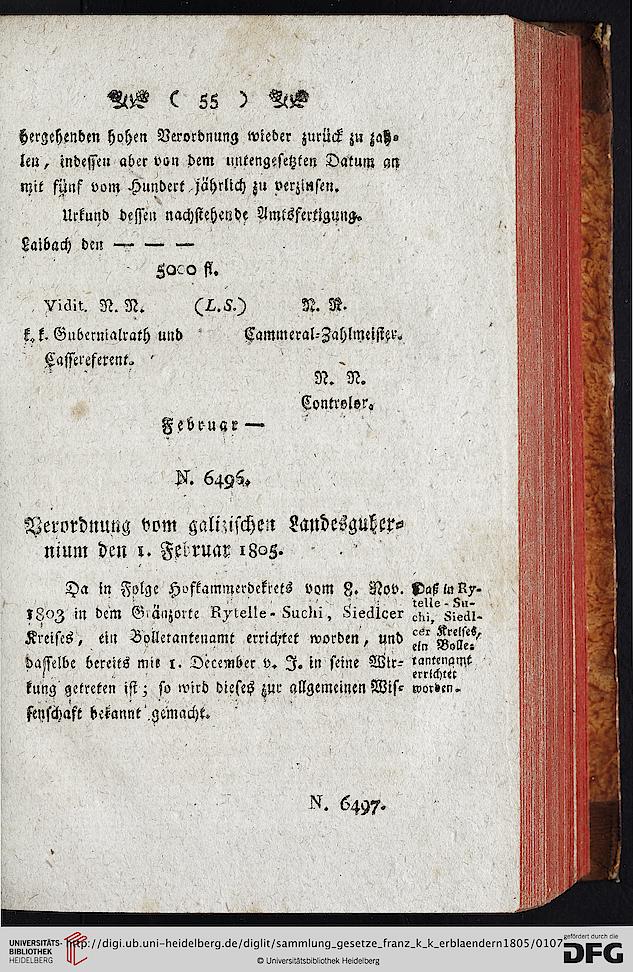 ( 55 )
hergehenden hohen Verordnung wieder zurück zu zah-
len, indessen aber von dem untengesetzten Datum an
mit fünf vom Hundert jährlich zu verzinsen.
Urkund dessen nachstehende Amtsfertigung.
Laibach den — — —
5000 fl.
Vidit. N. N. (L.S.) N. N.
k. k. Gubernialrath und Cammeral-Zahlmeister.
Cassereferent.
N. N.
Controlor.
Februar —
N. 6496.
Verordnung vom galizischen Landesguber-
nium den 1. Februar 1805.
Da in Folge Hofkammerdekrets vom 8. Nov.
1803 in dem Gränzorte Rytelle-Suchi, Siedlcer
Kreises, ein Bolletantenamt errichtet worden, und
dasselbe bereits mit 1. December v. J. in seine Wir-
kung getreten ist; so wird dieses zur allgemeinen Wis-
senschaft bekannt gemacht.
Daß in Ry-
telle-Su-
chi, Siedl-
cer Kreises,
ein Bolle-
tantenamt
errichtet
worden.
N. 6497.
UNIVERSITÄTS-
BIBLIOTHEK
HEIDELBERG
http://digi.ub.uni-heidelberg.de/diglit/sammlung_gesetze_franz_k_k_erblaendern1805/0107
© Universitätsbibliothek Heidelberg
gefördert durch die
DFG